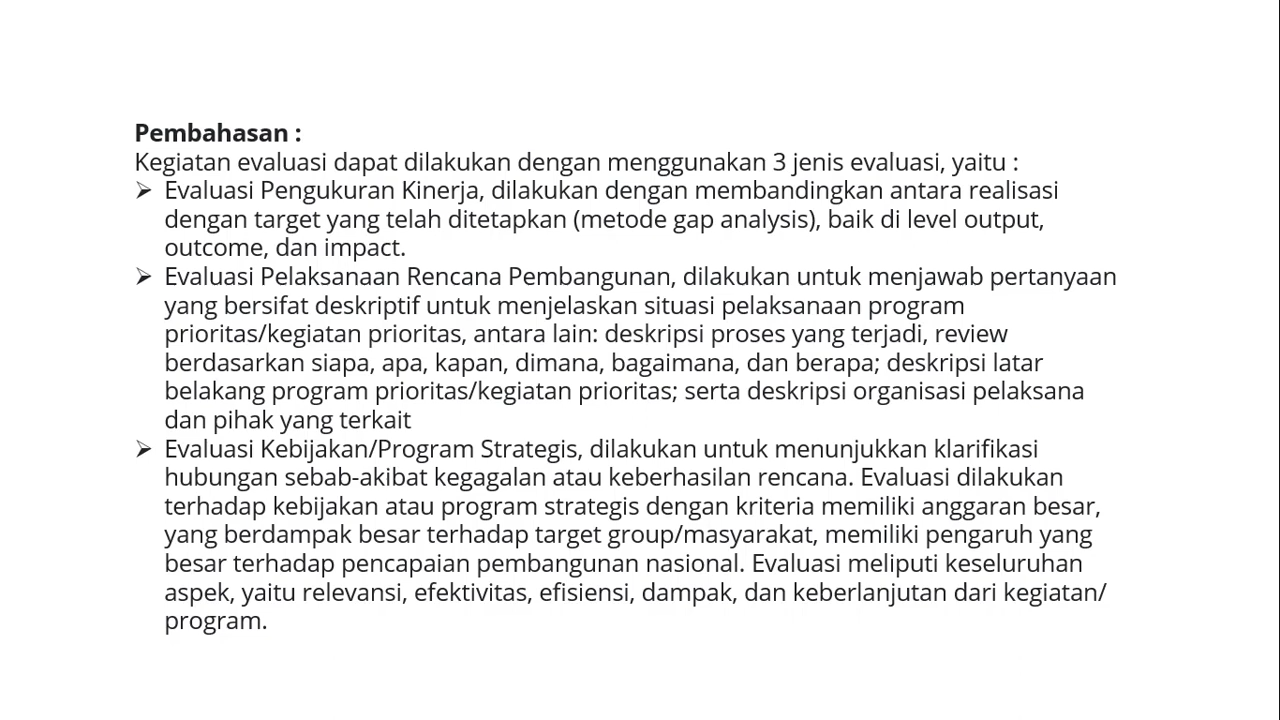 Pembahasan :
Kegiatan evaluasi dapat dilakukan dengan menggunakan 3 jenis evaluasi, yaitu :
➢ Evaluasi Pengukuran Kinerja, dilakukan dengan membandingkan antara realisasi
dengan target yang telah ditetapkan (metode gap analysis), baik di level output,
outcome, dan impact.
➢ Evaluasi Pelaksanaan Rencana Pembangunan, dilakukan untuk menjawab pertanyaan
yang bersifat deskriptif untuk menjelaskan situasi pelaksanaan program
prioritas/kegiatan prioritas, antara lain: deskripsi proses yang terjadi, review
berdasarkan siapa, apa, kapan, dimana, bagaimana, dan berapa; deskripsi latar
belakang program prioritas/kegiatan prioritas; serta deskripsi organisasi pelaksana
dan pihak yang terkait
➢ Evaluasi Kebijakan/Program Strategis, dilakukan untuk menunjukkan klarifikasi
hubungan sebab-akibat kegagalan atau keberhasilan rencana. Evaluasi dilakukan
terhadap kebijakan atau program strategis dengan kriteria memiliki anggaran besar,
yang berdampak besar terhadap target group/masyarakat, memiliki pengaruh yang
besar terhadap pencapaian pembangunan nasional. Evaluasi meliputi keseluruhan
aspek, yaitu relevansi, efektivitas, efisiensi, dampak, dan keberlanjutan dari kegiatan/
program.